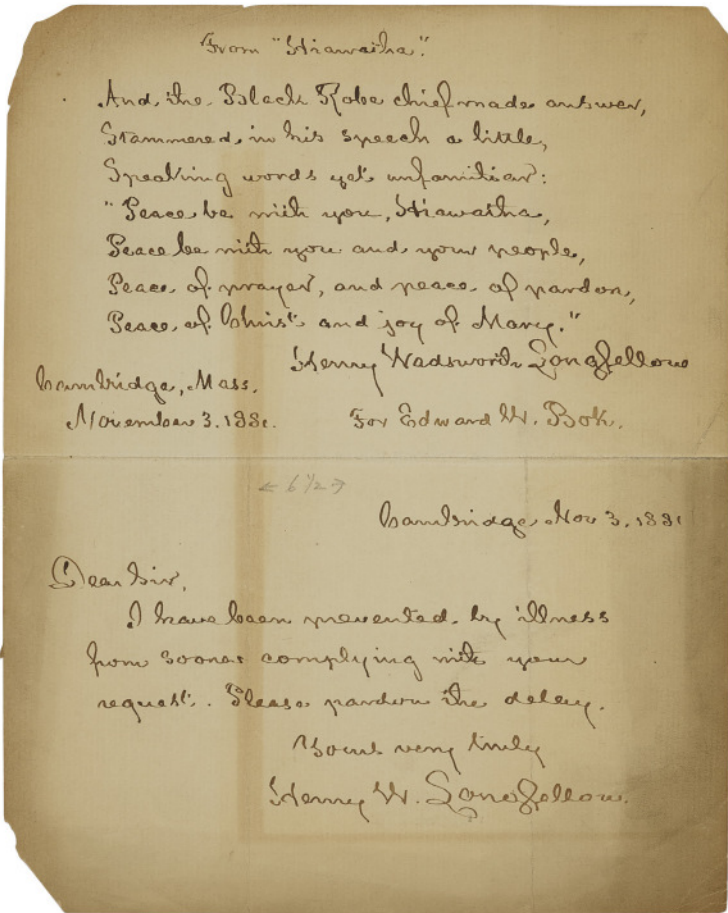 From "Hiawatha."
And the Black Robe chief made answer,
Stammered in his speech a little,
Speaking words yet unfamiliar:
"Peace be with you, Hiawatha,
Peace be with you and your people,
Peace of prayer, and peace of pardon,
Peace of Christ and joy of Mary."
Henry Wadsworth Longfellow
Cambridge, Mass.
November 3. 1881.
For Edward W. Bok.
← 6 1/2 →
Cambridge, Nov 3, 1881
Dear Sir,
I have been prevented by illness
from sooner complying with your
request. Please pardon the delay.
Yours very truly
Henry W. Longfellow.